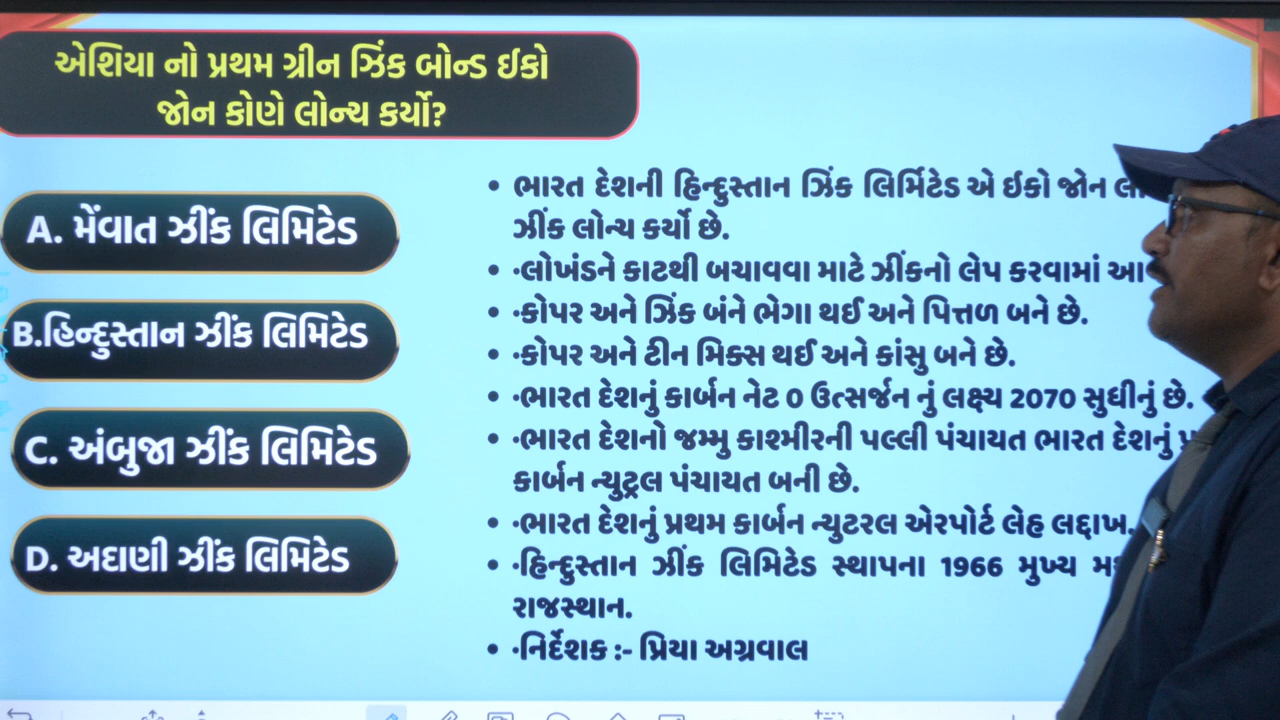 એશિયા નો પ્રથમ ગ્રીન ઝિંક બોન્ડ ઈકો
જોન કોણે લોન્ચ કર્યો?
A. મેંવાત ઝીંક લિમિટેડ
B.હિન્દુસ્તાન ઝીંક લિમિટેડ
C. અંબુજા ઝીંક લિમિટેડ
D. અદાણી ઝીંક લિમિટેડ
• ભારત દેશની હિન્દુસ્તાન ઝિંક લિર્મિટેડ એ ઇકો જોન
ઝીંક લોન્ચ કર્યો છે.
• ·લોખંડને કાટથી બચાવવા માટે ઝીંકનો લેપ કરવામાં
• ·કોપર અને ઝિંક બંને ભેગા થઈ અને પિત્તળ બને છે.
• ·કોપર અને ટીન મિક્સ થઈ અને કાંસુ બને છે.
• ·ભારત દેશનું કાર્બન નેટ 0 ઉત્સર્જન નું લક્ષ્ય 2070 સુધીનું છે.
• ·ભારત દેશનો જમ્મુ કાશ્મીરની પલ્લી પંચાયત ભારત દેશનું
કાર્બન ન્યુટ્રલ પંચાયત બની છે.
• ·ભારત દેશનું પ્રથમ કાર્બન ન્યુટરલ એરપોર્ટ લેહ લદ્દાખ.
• ·હિન્દુસ્તાન ઝીંક લિમિટેડ સ્થાપના 1966 મુખ્ય
રાજસ્થાન.
• ·નિર્દેશક :- પ્રિયા અગ્રવાલ